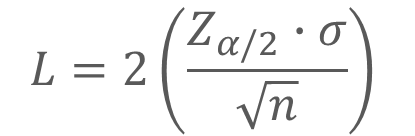 L = 2 ( Z_{α/2} · σ / √n )